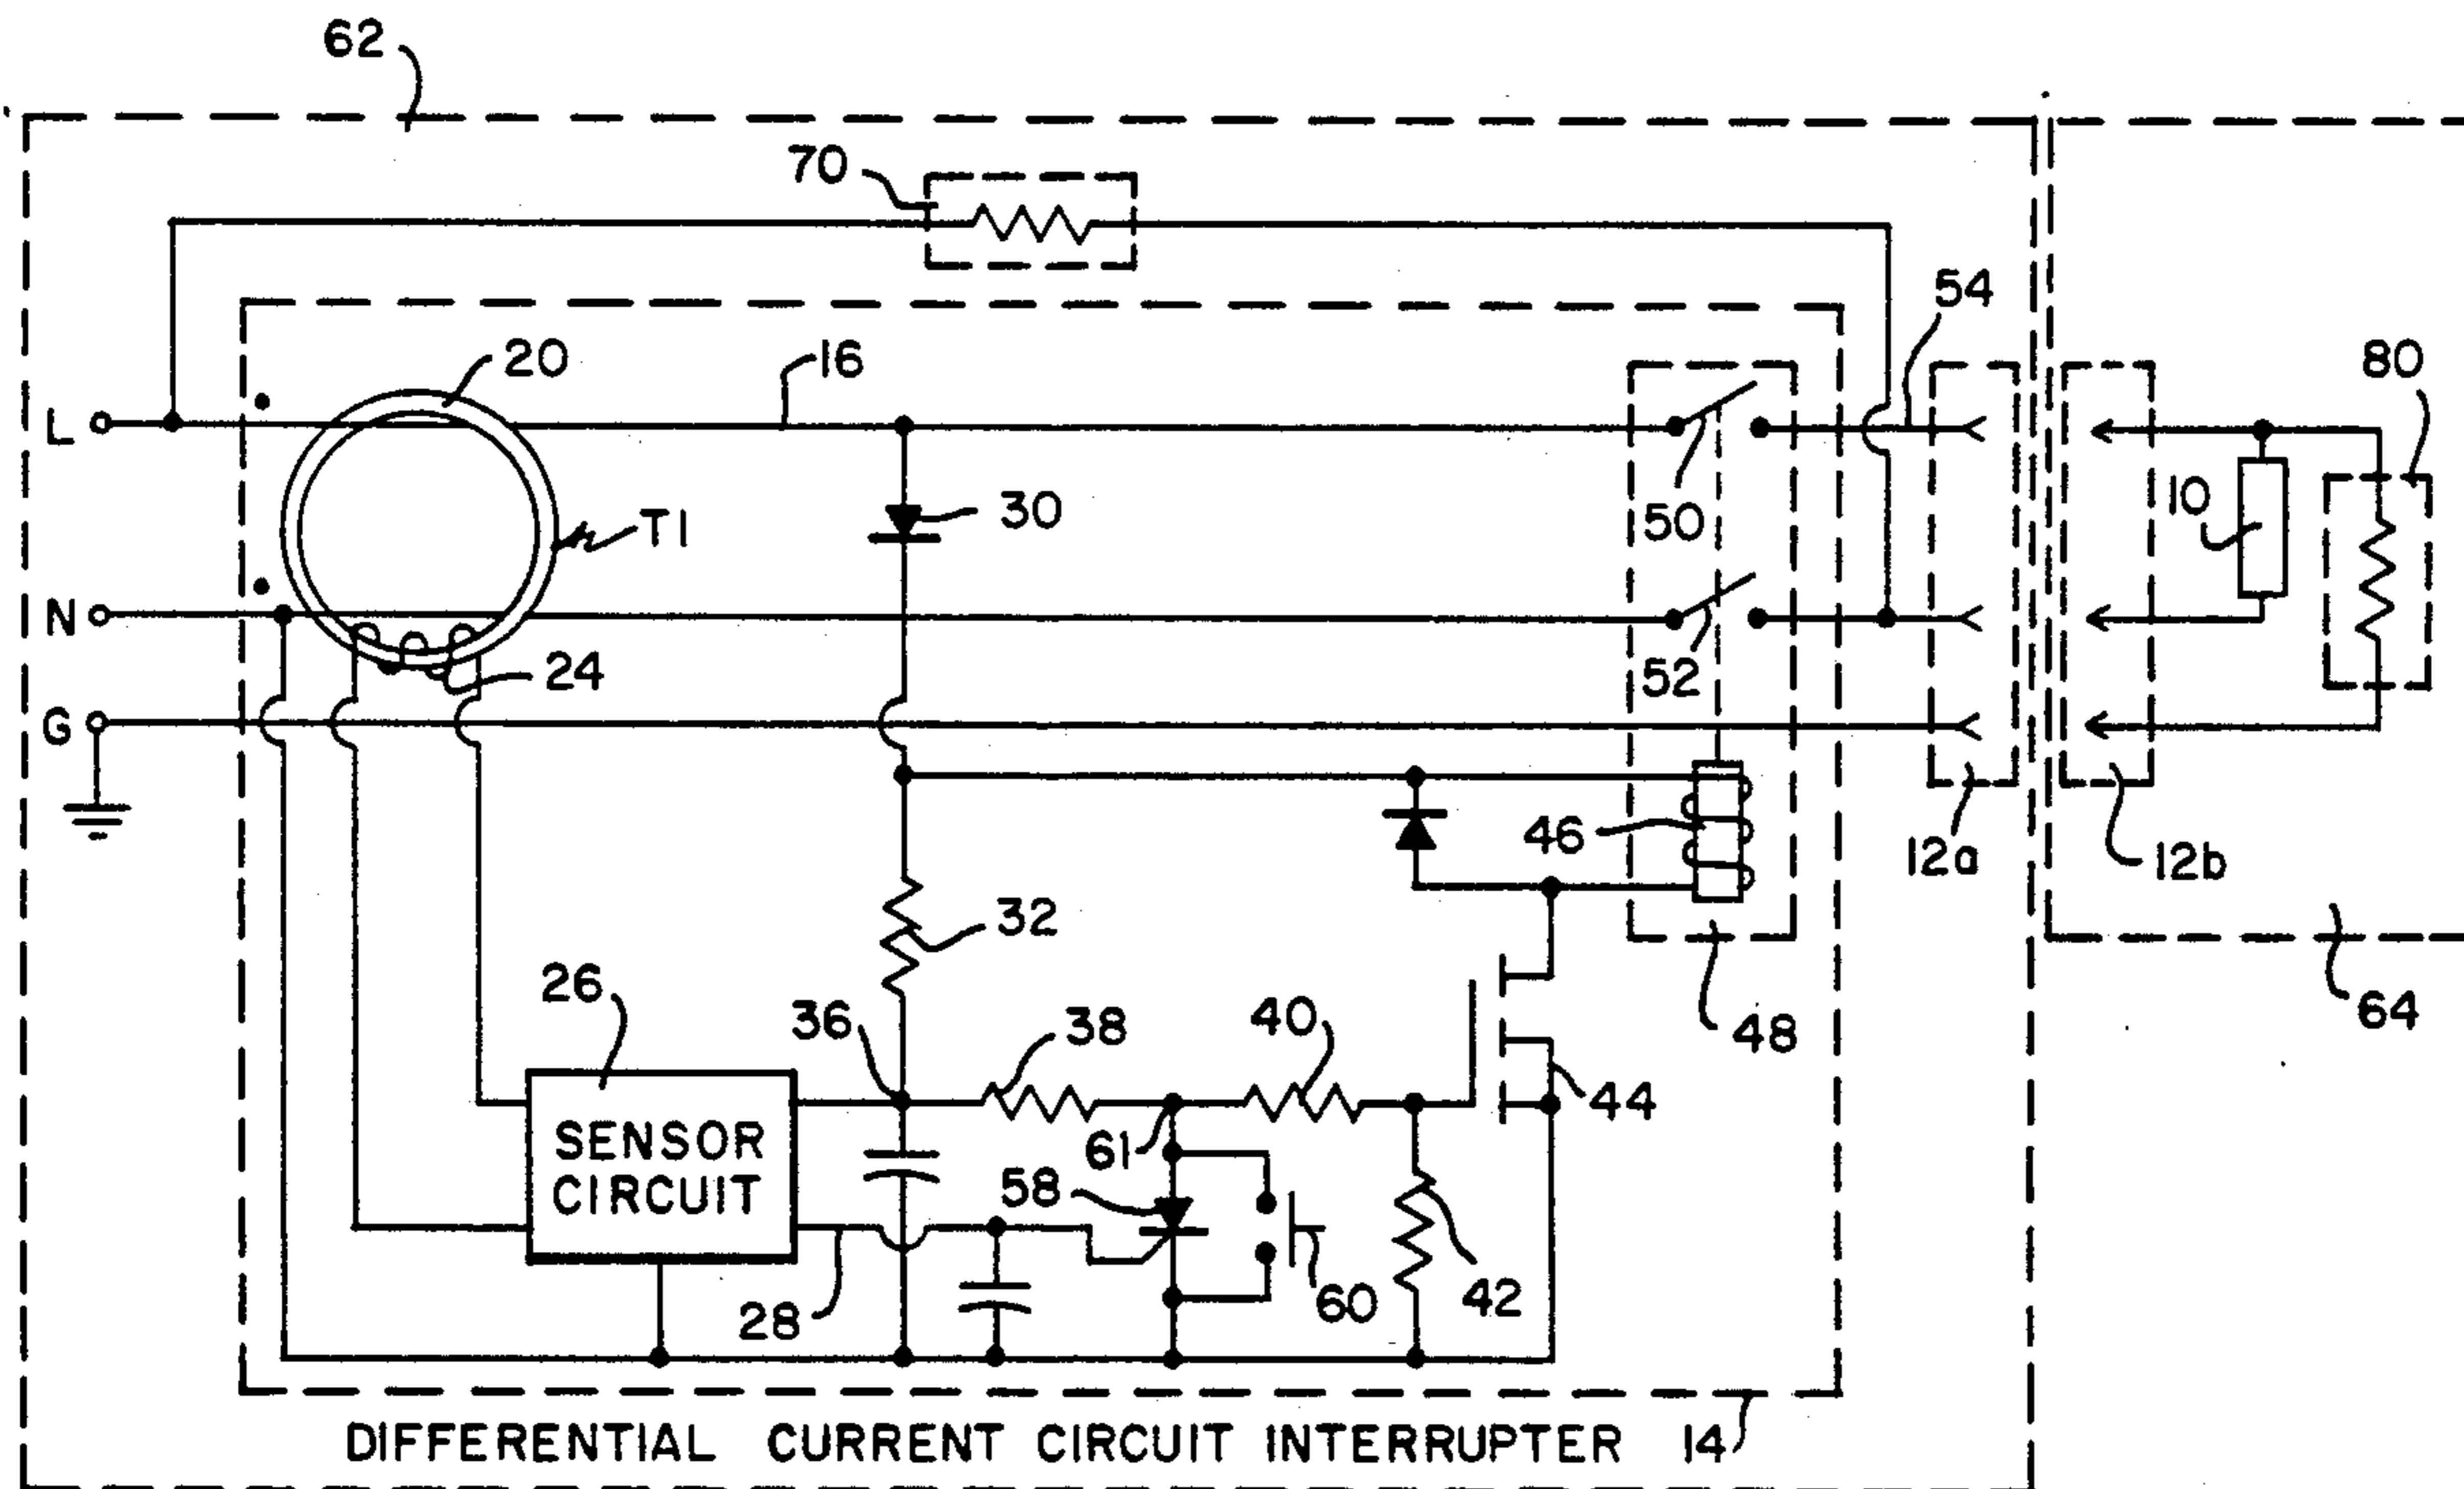 62
70
54
20
16
80
L
50
10
30
T1
N
52
24
G
46
12a
12b
32
26
36
38
40
48
64
44
SENSOR
CIRCUIT
61
58
28
60
42
DIFFERENTIAL CURRENT CIRCUIT INTERRUPTER 14